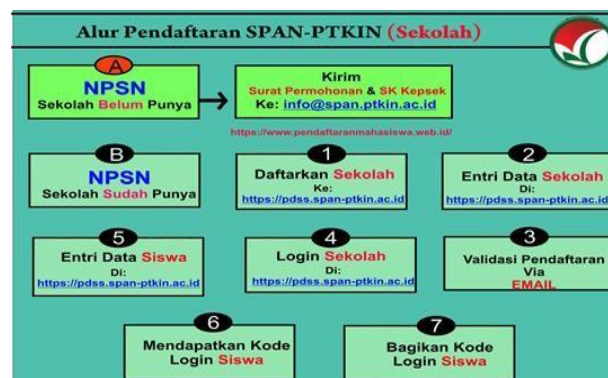 Alur Pendaftaran SPAN-PTKIN (Sekolah)
A
NPSN
Sekolah Belum Punya
Kirim
Surat Permohonan & SK Kepsek
Ke: info@span.ptkin.ac.id
https://www.pendaftaranmahasiswa.web.id/
B
NPSN
Sekolah Sudah Punya
1
Daftarkan Sekolah
Ke:
https://pdss.span-ptkin.ac.id
2
Entri Data Sekolah
Di:
https://pdss.span-ptkin.ac.id
3
Validasi Pendaftaran
Via
EMAIL
4
Login Sekolah
Di:
https://pdss.span-ptkin.ac.id
5
Entri Data Siswa
Di:
https://pdss.span-ptkin.ac.id
6
Mendapatkan Kode
Login Siswa
7
Bagikan Kode
Login Siswa